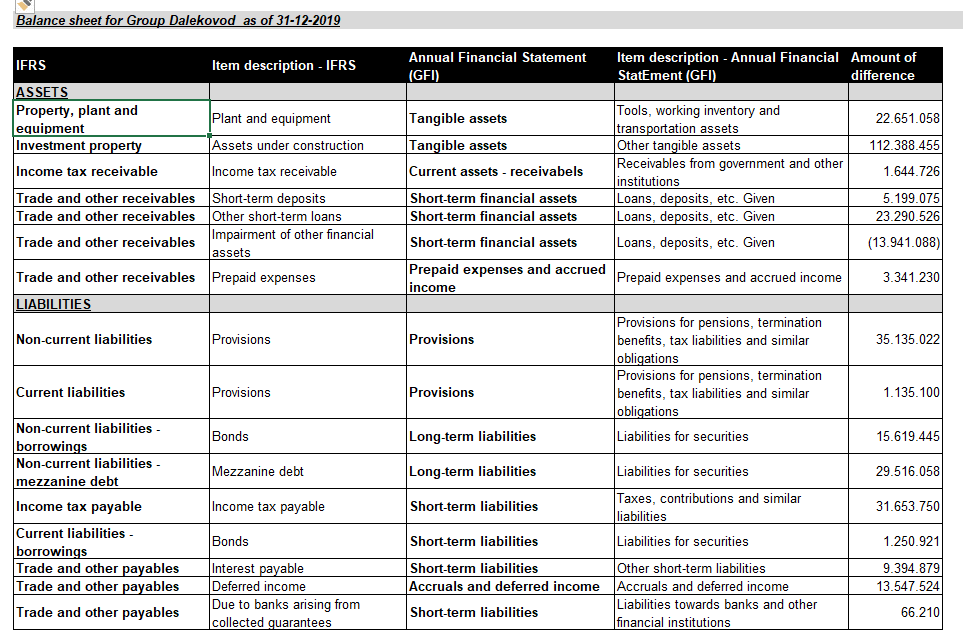 Balance sheet for Group Dalekovod as of 31-12-2019
IFRS
Item description - IFRS
Annual Financial Statement
(GFI)
Item description - Annual Financial
StatEment (GFI)
Amount of
difference
ASSETS
Property, plant and
equipment
Plant and equipment
Tangible assets
Tools, working inventory and
transportation assets
22.651.058
Investment property
Assets under construction
Tangible assets
Other tangible assets
112.388.455
Income tax receivable
Income tax receivable
Current assets - receivabels
Receivables from government and other
institutions
1.644.726
Trade and other receivables
Short-term deposits
Short-term financial assets
Loans, deposits, etc. Given
5.199.075
Trade and other receivables
Other short-term loans
Short-term financial assets
Loans, deposits, etc. Given
23.290.526
Trade and other receivables
Impairment of other financial
assets
Short-term financial assets
Loans, deposits, etc. Given
(13.941.088)
Trade and other receivables
Prepaid expenses
Prepaid expenses and accrued
income
Prepaid expenses and accrued income
3.341.230
LIABILITIES
Non-current liabilities
Provisions
Provisions
Provisions for pensions, termination
benefits, tax liabilities and similar
obligations
35.135.022
Current liabilities
Provisions
Provisions
Provisions for pensions, termination
benefits, tax liabilities and similar
obligations
1.135.100
Non-current liabilities -
borrowings
Bonds
Long-term liabilities
Liabilities for securities
15.619.445
Non-current liabilities -
mezzanine debt
Mezzanine debt
Long-term liabilities
Liabilities for securities
29.516.058
Income tax payable
Income tax payable
Short-term liabilities
Taxes, contributions and similar
liabilities
31.653.750
Current liabilities -
borrowings
Bonds
Short-term liabilities
Liabilities for securities
1.250.921
Trade and other payables
Interest payable
Short-term liabilities
Other short-term liabilities
9.394.879
Trade and other payables
Deferred income
Accruals and deferred income
Accruals and deferred income
13.547.524
Trade and other payables
Due to banks arising from
collected guarantees
Short-term liabilities
Liabilities towards banks and other
financial institutions
66.210